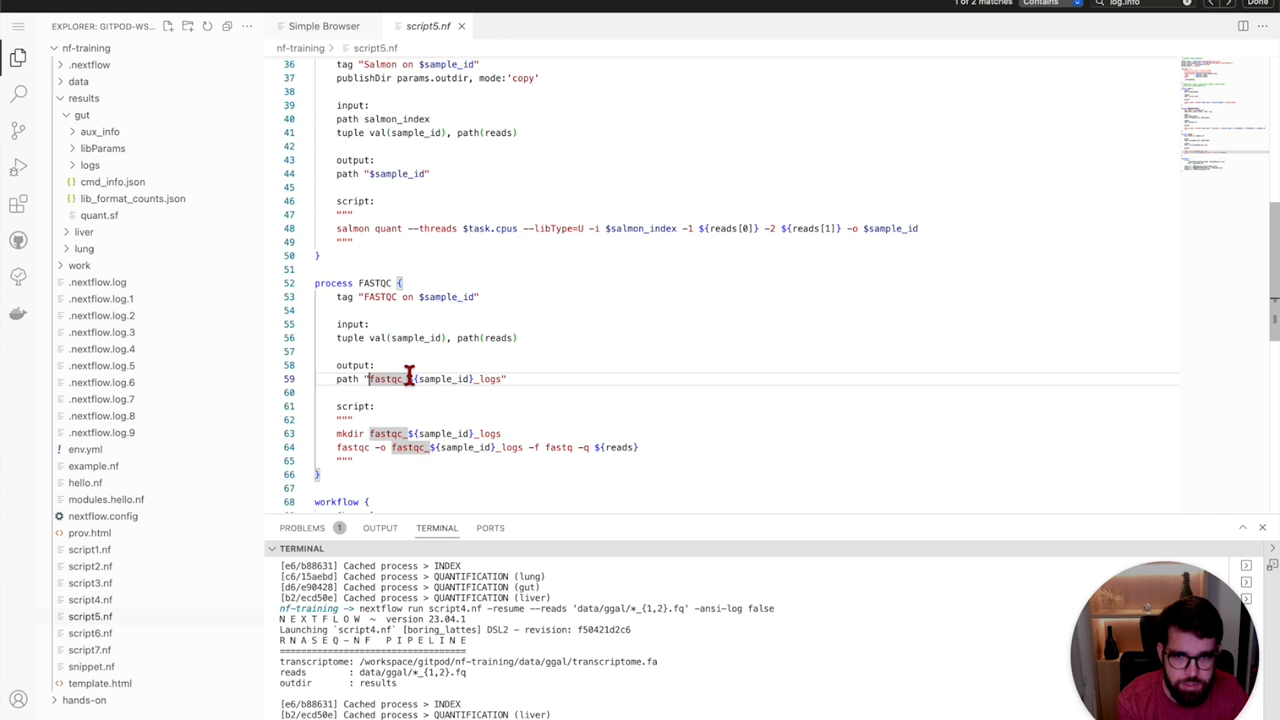 1 of 2 matches Contains log.info Done
EXPLORER: GITPOD-WS...
Simple Browser
script5.nf
nf-training
nf-training > script5.nf
.nextflow
data
results
gut
aux_info
libParams
logs
cmd_info.json
lib_format_counts.json
quant.sf
liver
lung
work
.nextflow.log
.nextflow.log.1
.nextflow.log.2
.nextflow.log.3
.nextflow.log.4
.nextflow.log.5
.nextflow.log.6
.nextflow.log.7
.nextflow.log.8
.nextflow.log.9
env.yml
example.nf
hello.nf
modules.hello.nf
nextflow.config
prov.html
script1.nf
script2.nf
script3.nf
script4.nf
script5.nf
script6.nf
script7.nf
snippet.nf
template.html
hands-on
36 tag "Salmon on $sample_id"
37 publishDir params.outdir, mode:'copy'
38
39 input:
40 path salmon_index
41 tuple val(sample_id), path(reads)
42
43 output:
44 path "$sample_id"
45
46 script:
47 """
48 salmon quant --threads $task.cpus --libType=U -i $salmon_index -1 ${reads[0]} -2 ${reads[1]} -o $sample_id
49 """
50 }
51
52 process FASTQC {
53 tag "FASTQC on $sample_id"
54
55 input:
56 tuple val(sample_id), path(reads)
57
58 output:
59 path "fastqc_${sample_id}_logs"
60
61 script:
62 """
63 mkdir fastqc_${sample_id}_logs
64 fastqc -o fastqc_${sample_id}_logs -f fastq -q ${reads}
65 """
66 }
67
68 workflow {
PROBLEMS 1 OUTPUT TERMINAL PORTS
TERMINAL
[e6/b88631] Cached process > INDEX
[c6/15aebd] Cached process > QUANTIFICATION (lung)
[d6/e90428] Cached process > QUANTIFICATION (gut)
[b2/ecd50e] Cached process > QUANTIFICATION (liver)
nf-training -> nextflow run script4.nf -resume --reads 'data/ggal/*_{1,2}.fq' -ansi-log false
N E X T F L O W ~ version 23.04.1
Launching `script4.nf` [boring_lattes] DSL2 - revision: f50421d2c6
R N A S E Q - N F P I P E L I N E
===================================
transcriptome: /workspace/gitpod/nf-training/data/ggal/transcriptome.fa
reads : data/ggal/*_{1,2}.fq
outdir : results
[e6/b88631] Cached process > INDEX
[b2/ecd50e] Cached process > QUANTIFICATION (liver)